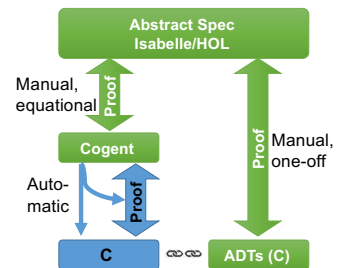 Abstract Spec
Isabelle/HOL
Manual,
equational
Proof
Proof
Manual,
one-off
Cogent
Auto-
matic
Proof
C
ADTs (C)